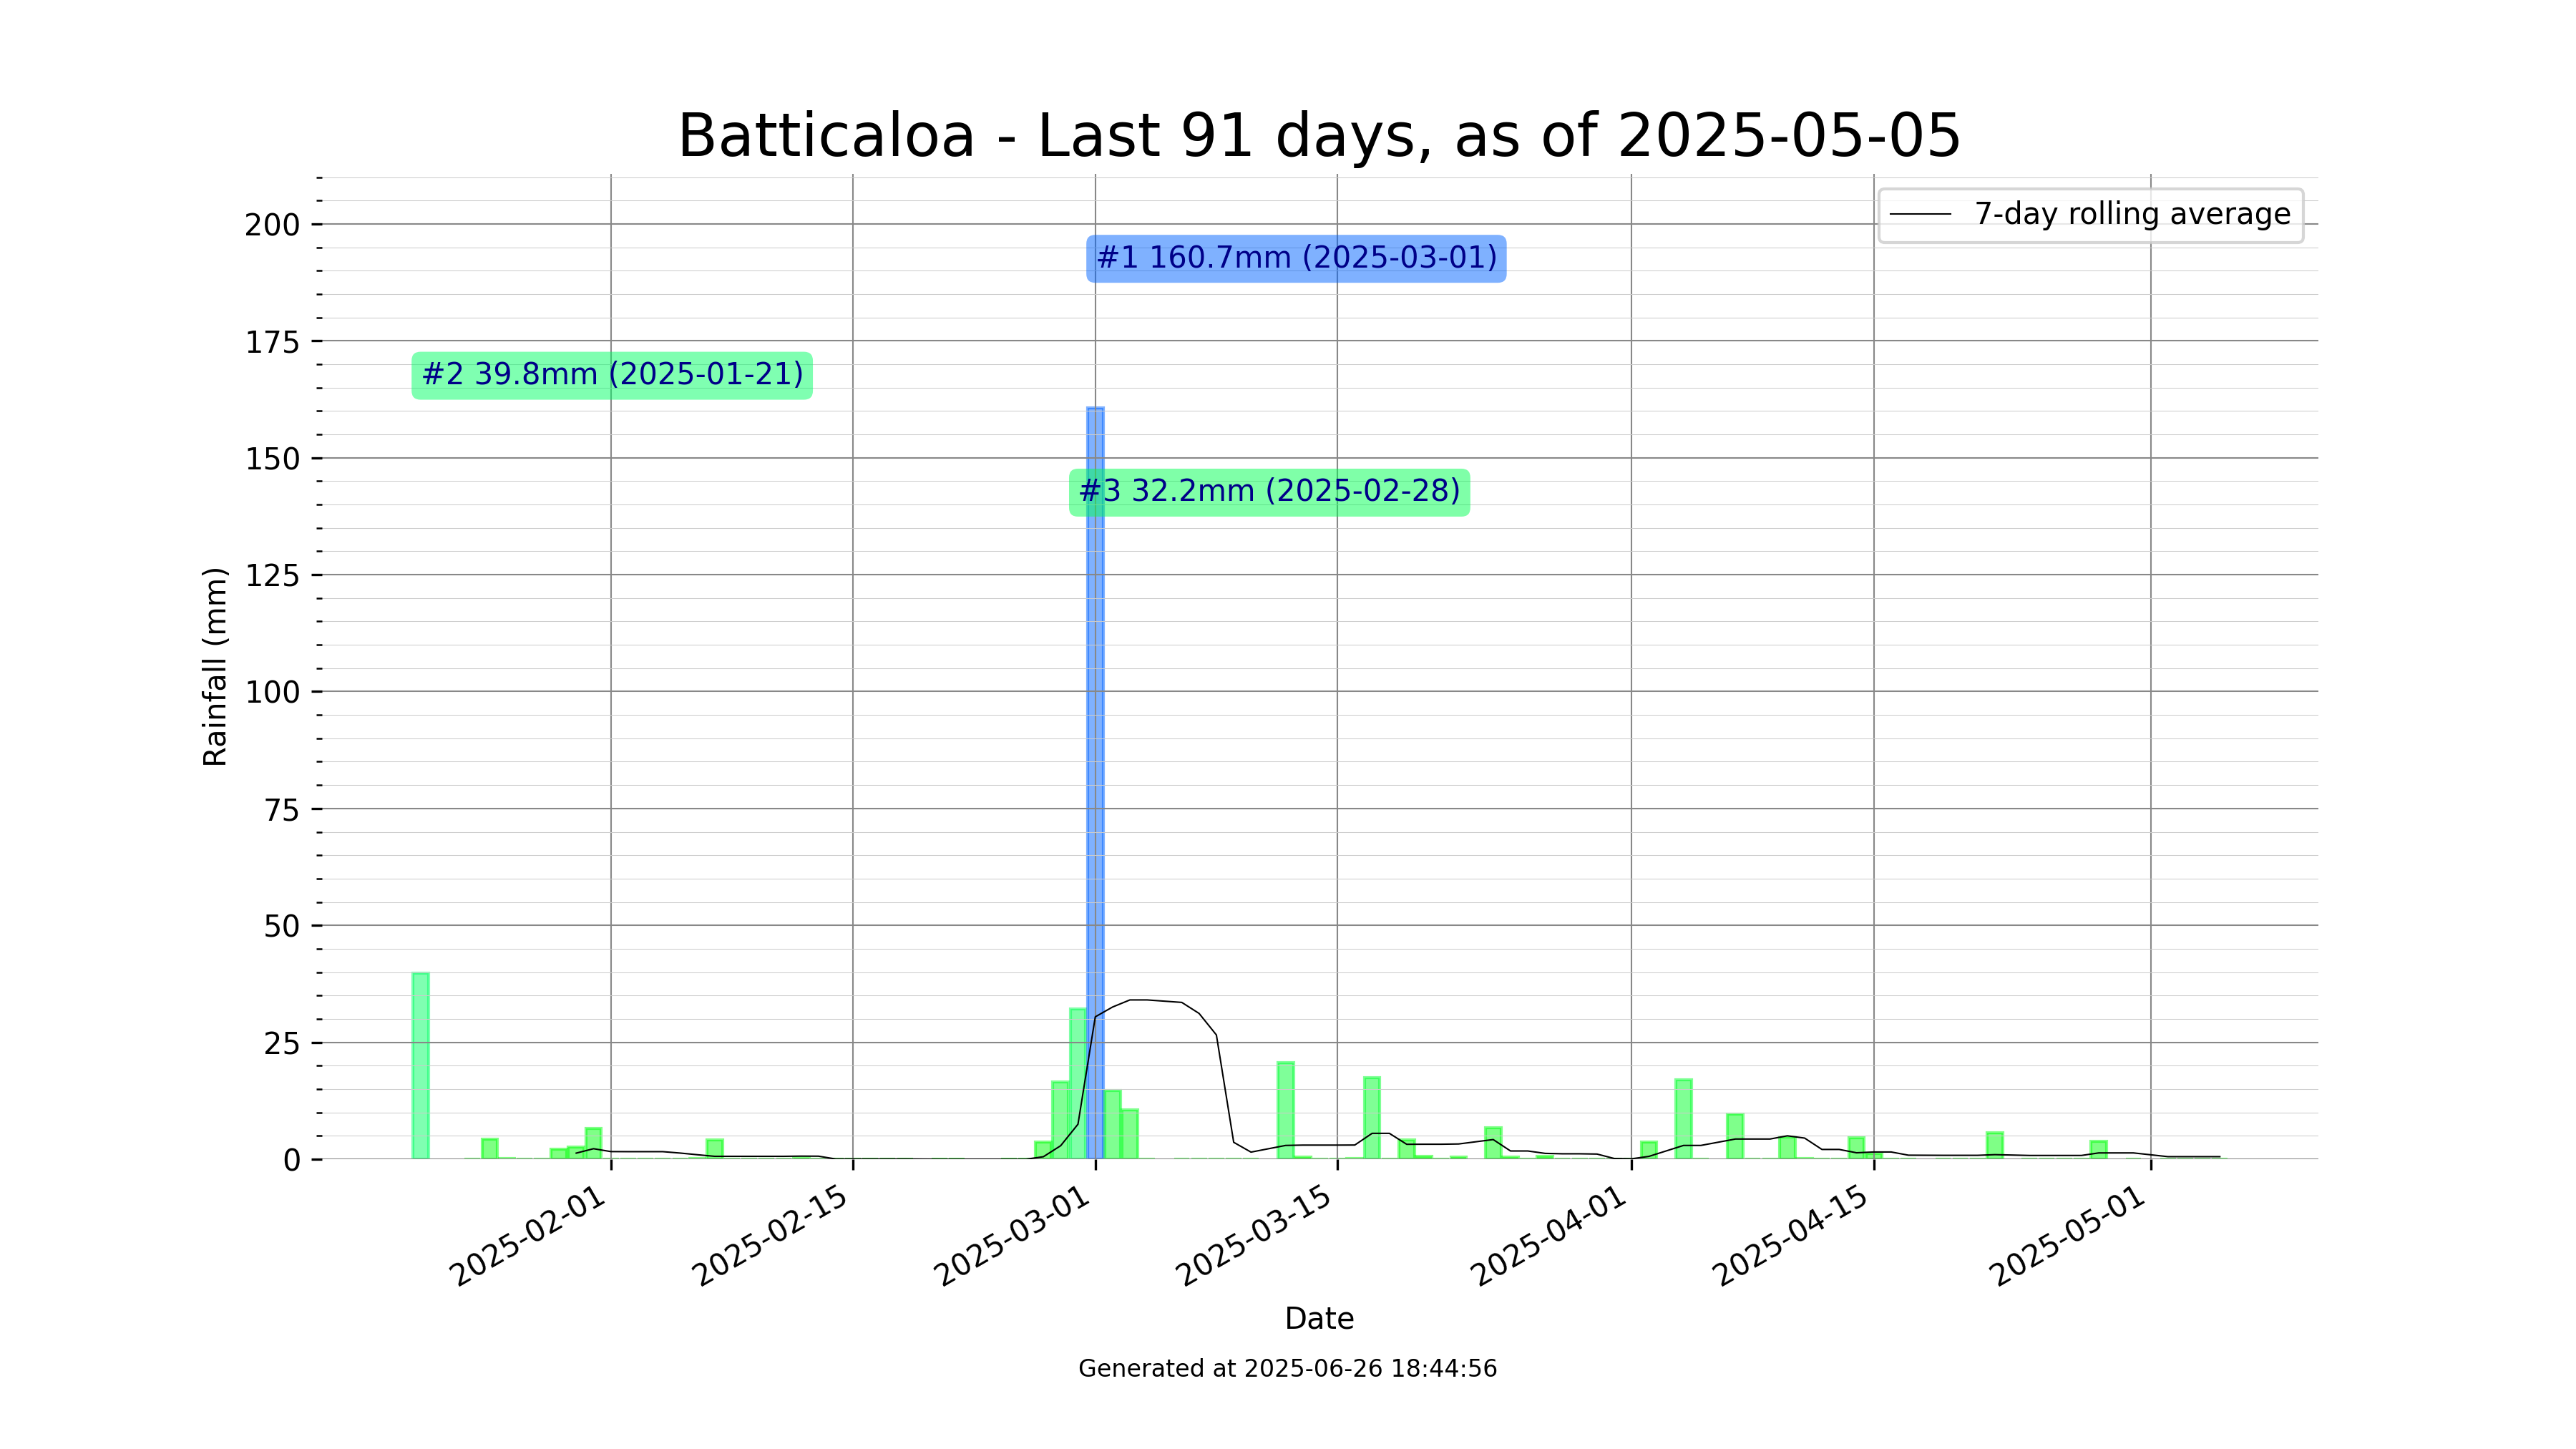 Batticaloa - Last 91 days, as of 2025-05-05
7-day rolling average
#1 160.7mm (2025-03-01)
#2 39.8mm (2025-01-21)
#3 32.2mm (2025-02-28)
Rainfall (mm)
200
175
150
125
100
75
50
25
0
2025-02-01
2025-02-15
2025-03-01
2025-03-15
2025-04-01
2025-04-15
2025-05-01
Date
Generated at 2025-06-26 18:44:56